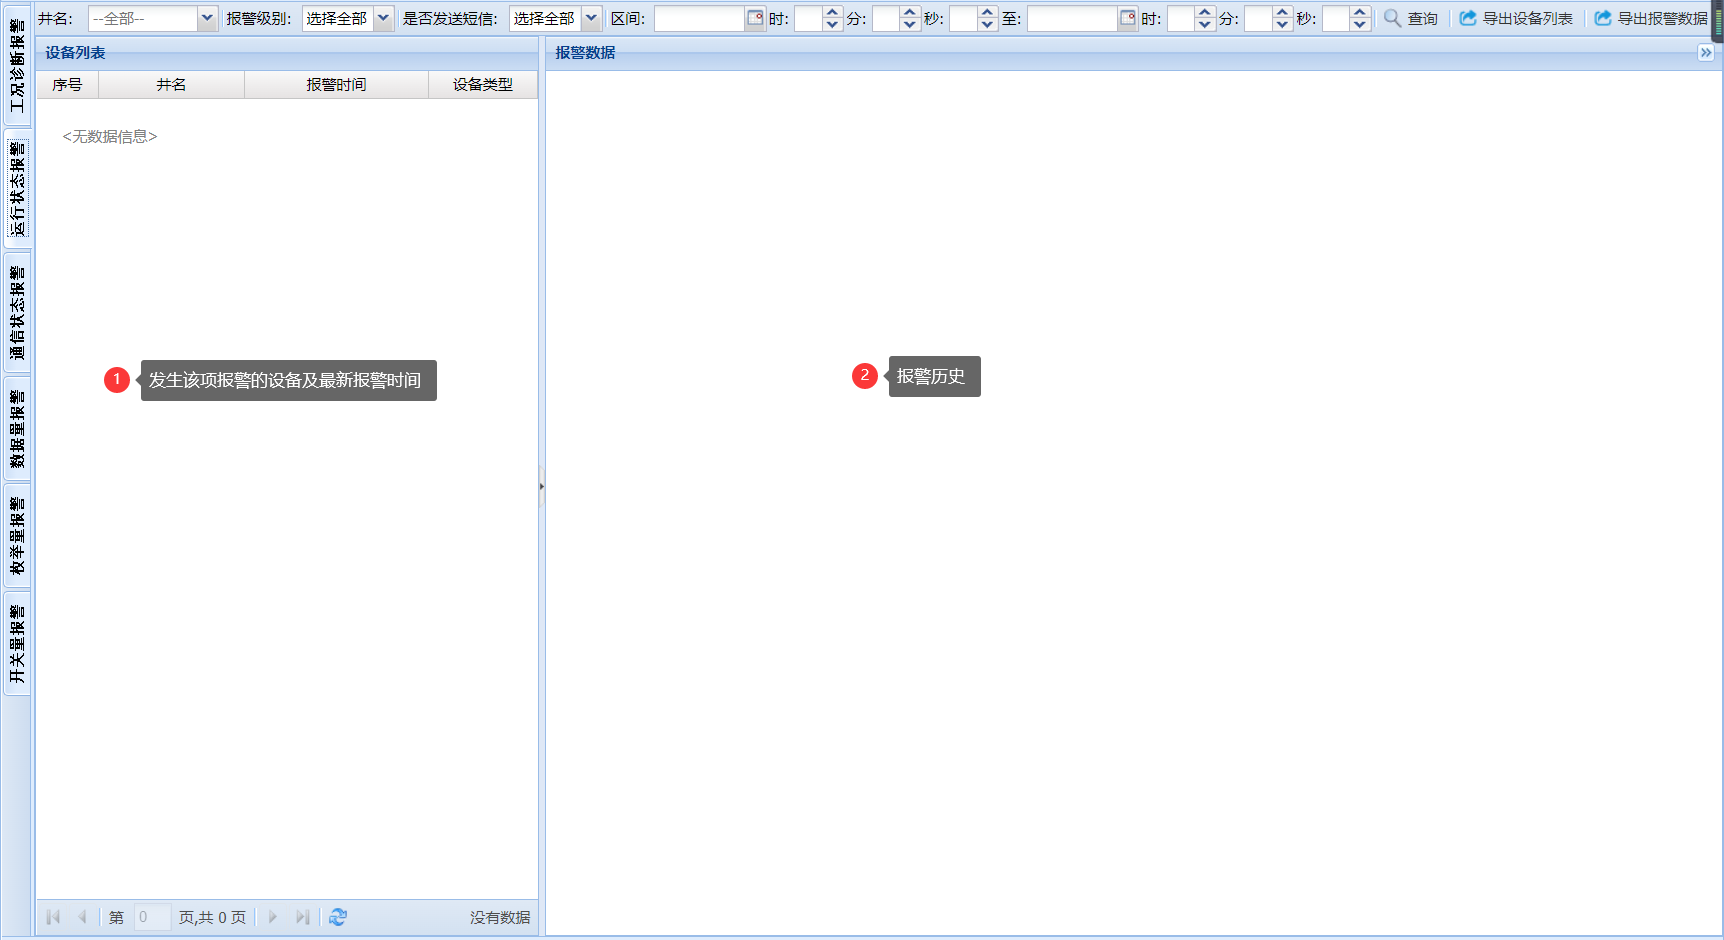 井名: --全部-- 报警级别: 选择全部 是否发送短信: 选择全部 区间: 时: 分: 秒: 至: 时: 分: 秒: 查询 导出设备列表 导出报警数据
工况诊断报警
运行状态报警
通信状态报警
数据量报警
枚举量报警
开关量报警
设备列表
序号 井名 报警时间 设备类型
<无数据信息>
1 发生该项报警的设备及最新报警时间
第 0 页,共 0 页 没有数据
报警数据
2 报警历史